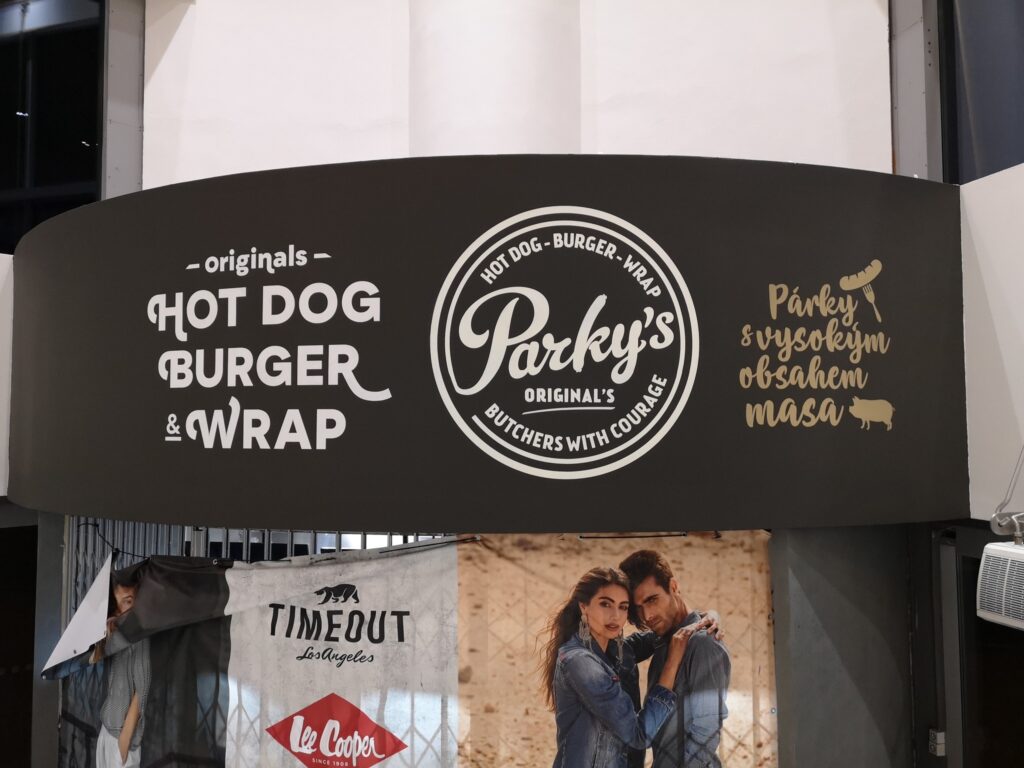 – originals –
HOT DOG
BURGER
& WRAP
HOT DOG - BURGER - WRAP
Parky's
ORIGINAL'S
BUTCHERS WITH COURAGE
Párky
s vysokým
obsahem
masa
TIMEOUT
Los Angeles
Lee Cooper
SINCE 1908